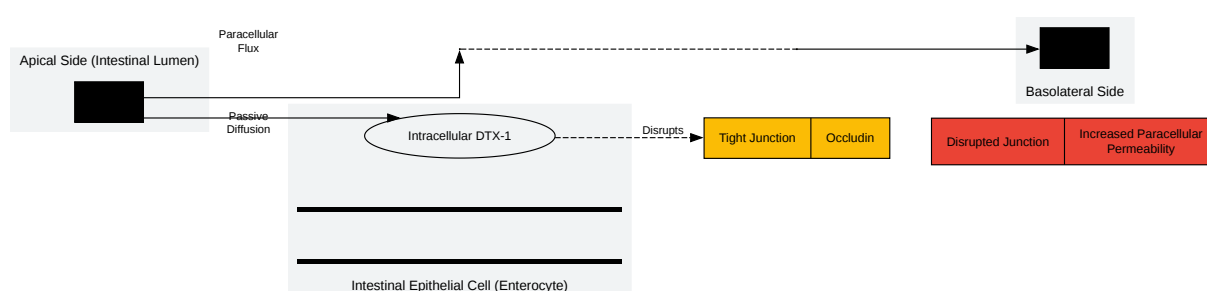 Paracellular
Flux
Apical Side (Intestinal Lumen)
Passive
Diffusion
Intracellular DTX-1
Disrupts
Tight Junction
Occludin
Basolateral Side
Disrupted Junction
Increased Paracellular
Permeability
Intestinal Epithelial Cell (Enterocyte)